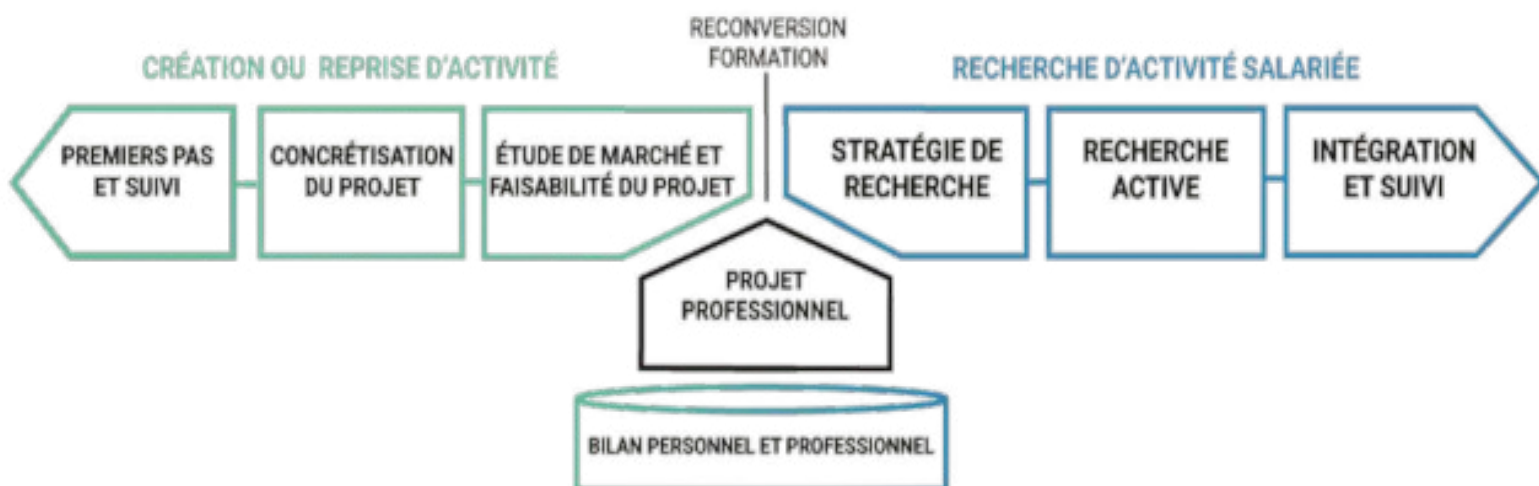 RECONVERSION
FORMATION
CRÉATION OU REPRISE D'ACTIVITÉ
RECHERCHE D'ACTIVITÉ SALARIÉE
PREMIERS PAS
ET SUIVI
CONCRÉTISATION
DU PROJET
ÉTUDE DE MARCHÉ ET
FAISABILITÉ DU PROJET
STRATÉGIE DE
RECHERCHE
RECHERCHE
ACTIVE
INTÉGRATION
ET SUIVI
PROJET
PROFESSIONNEL
BILAN PERSONNEL ET PROFESSIONNEL